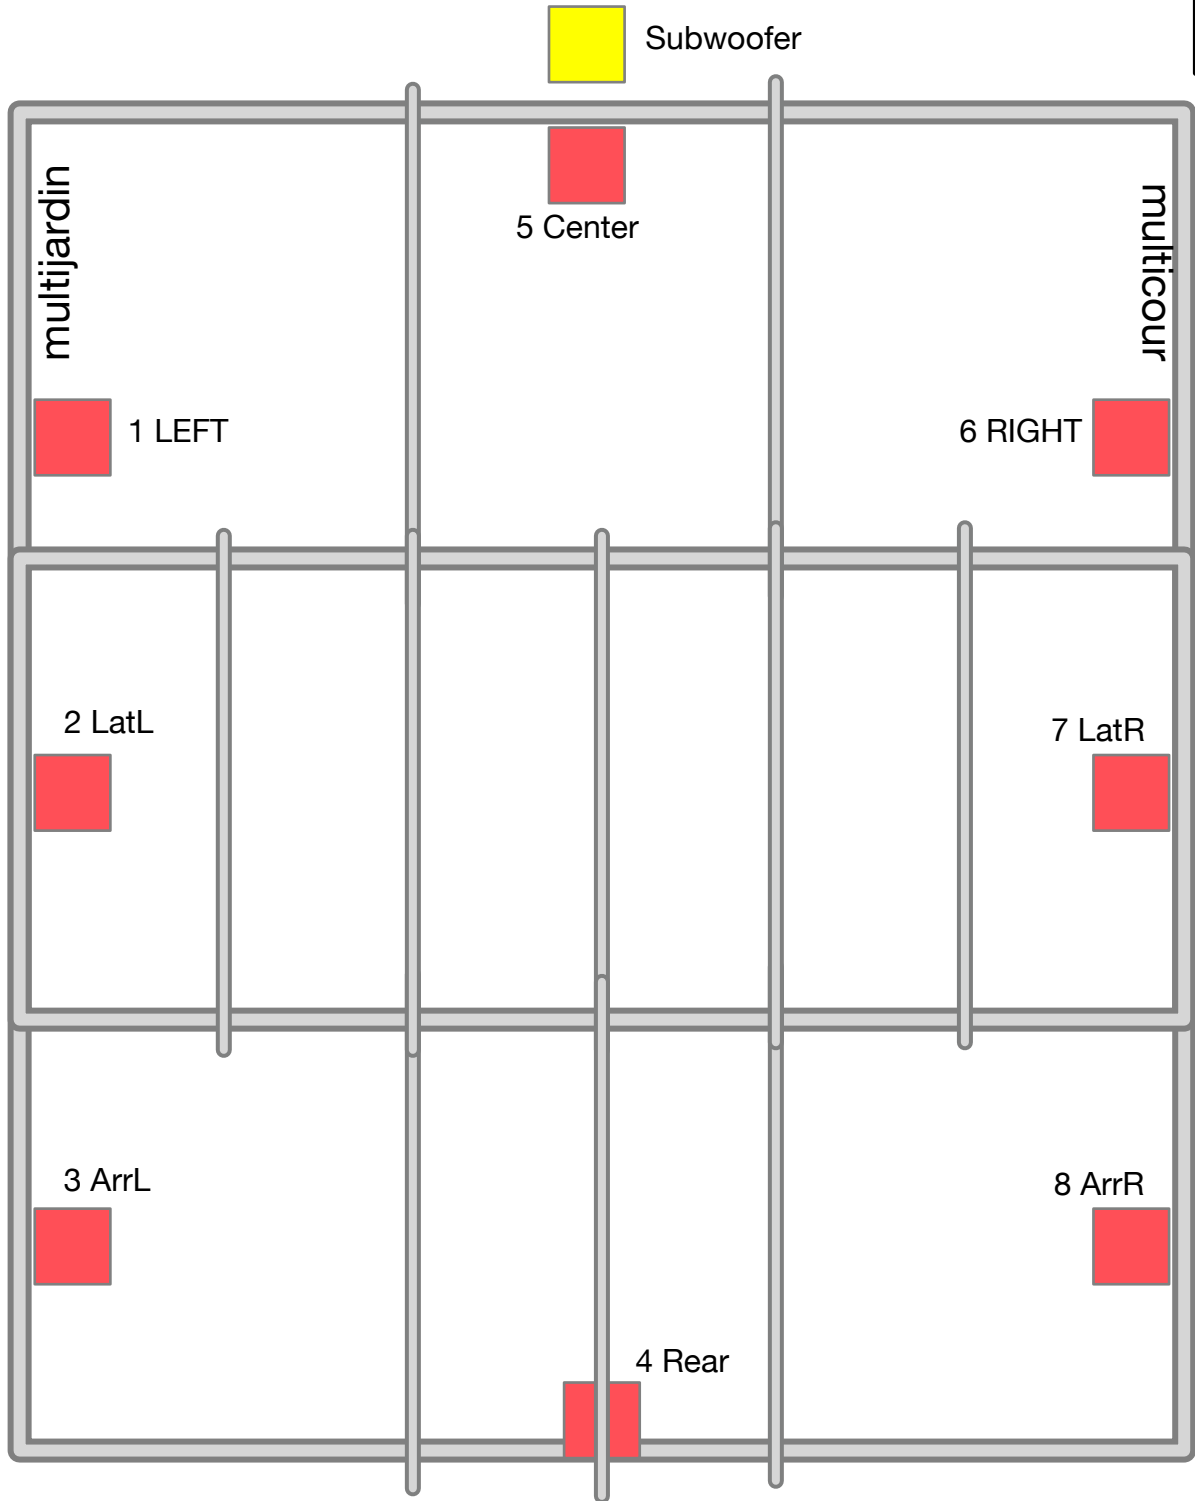 Subwoofer
multijardin
multicour
5 Center
1 LEFT
6 RIGHT
2 LatL
7 LatR
3 ArrL
8 ArrR
4 Rear